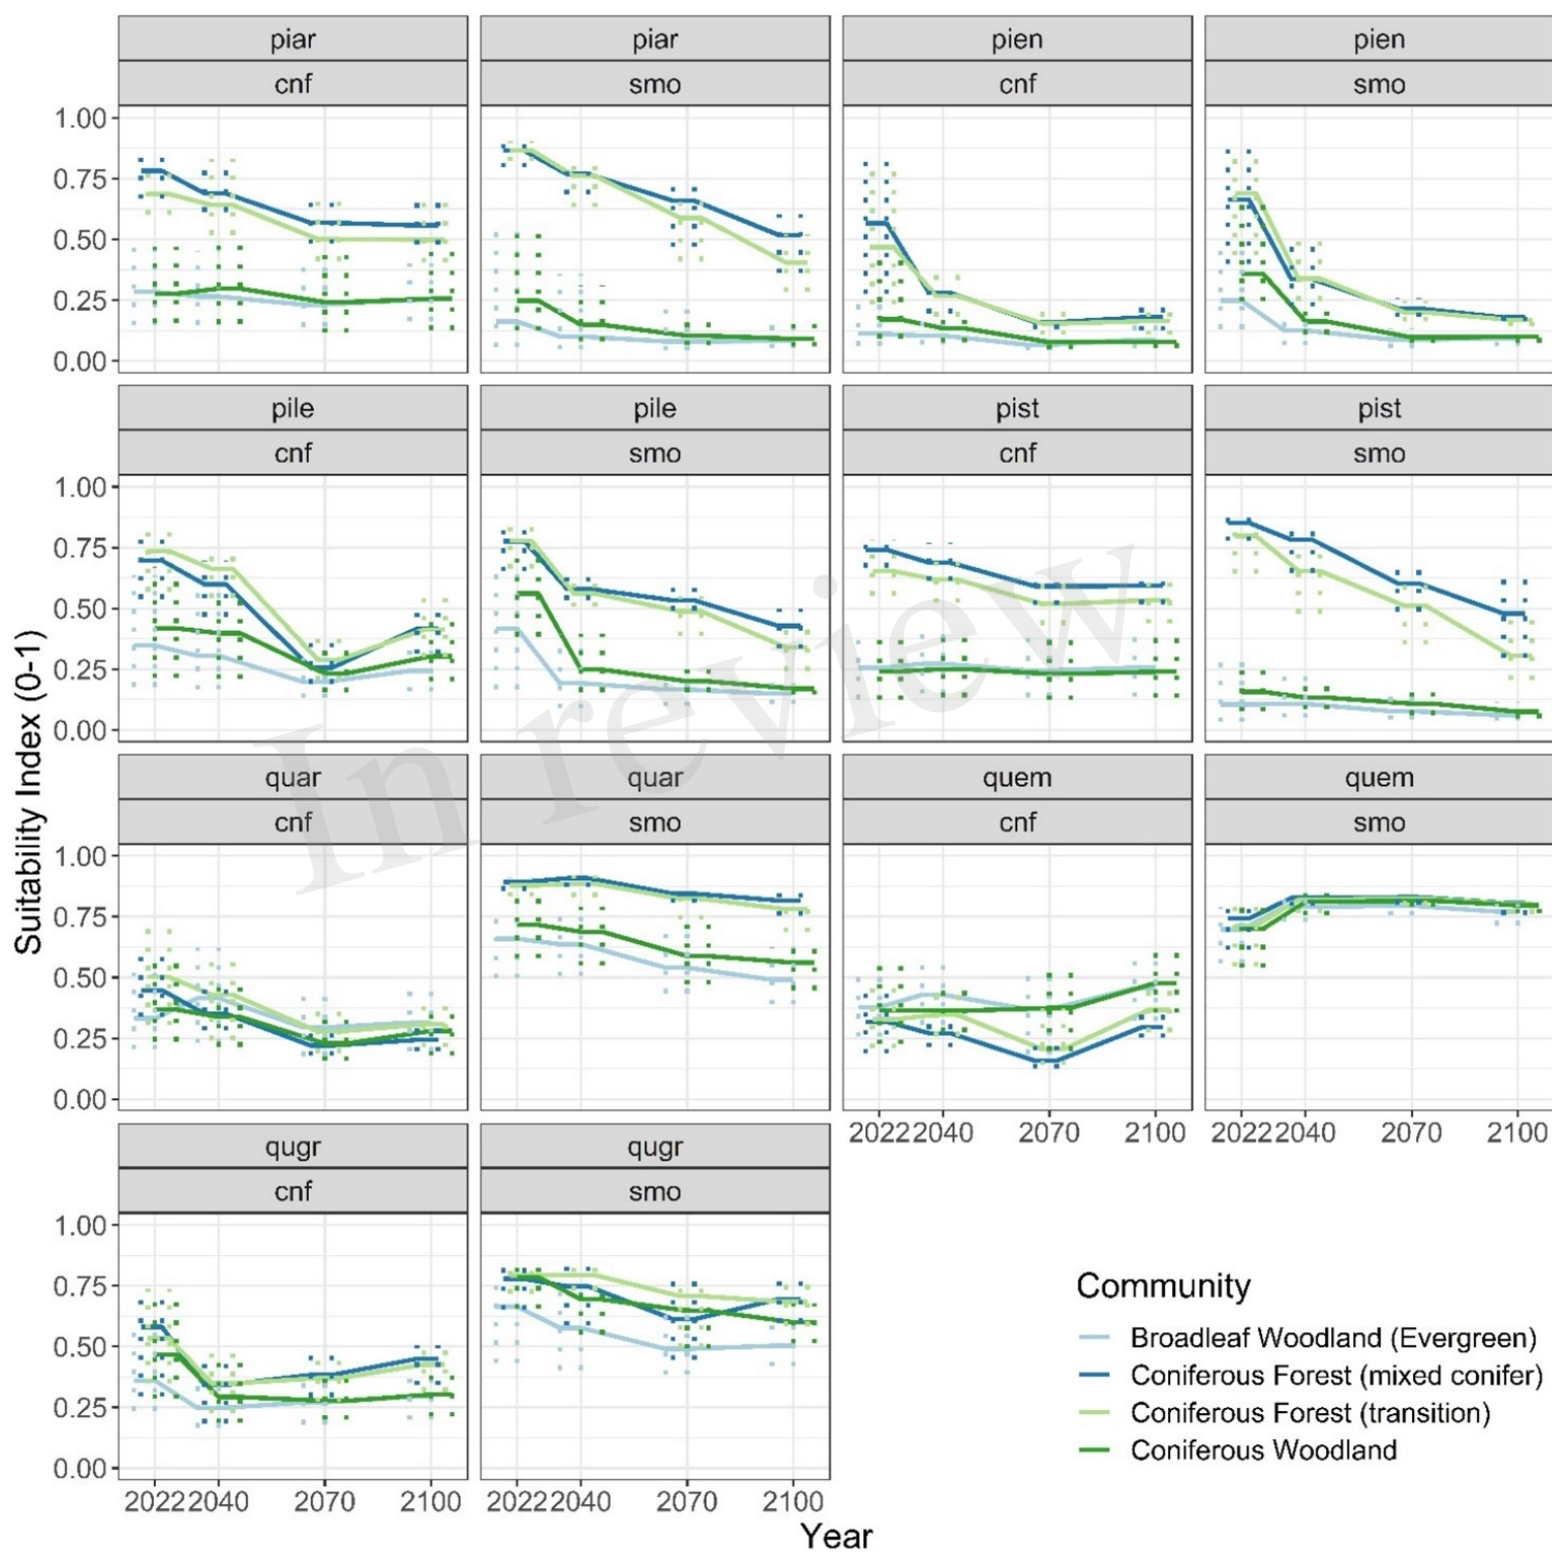 piar piar pien pien
cnf smo cnf smo
1.00
0.75
0.50
0.25
0.00
pile pile pist pist
cnf smo cnf smo
1.00
0.75
0.50
0.25
0.00
Suitability Index (0-1)
In review
quar quar quem quem
cnf smo cnf smo
1.00
0.75
0.50
0.25
0.00
2022 2040 2070 2100 2022 2040 2070 2100
qugr qugr
cnf smo
1.00
0.75
0.50
0.25
0.00
2022 2040 2070 2100 2022 2040 2070 2100
Year
Community
Broadleaf Woodland (Evergreen)
Coniferous Forest (mixed conifer)
Coniferous Forest (transition)
Coniferous Woodland